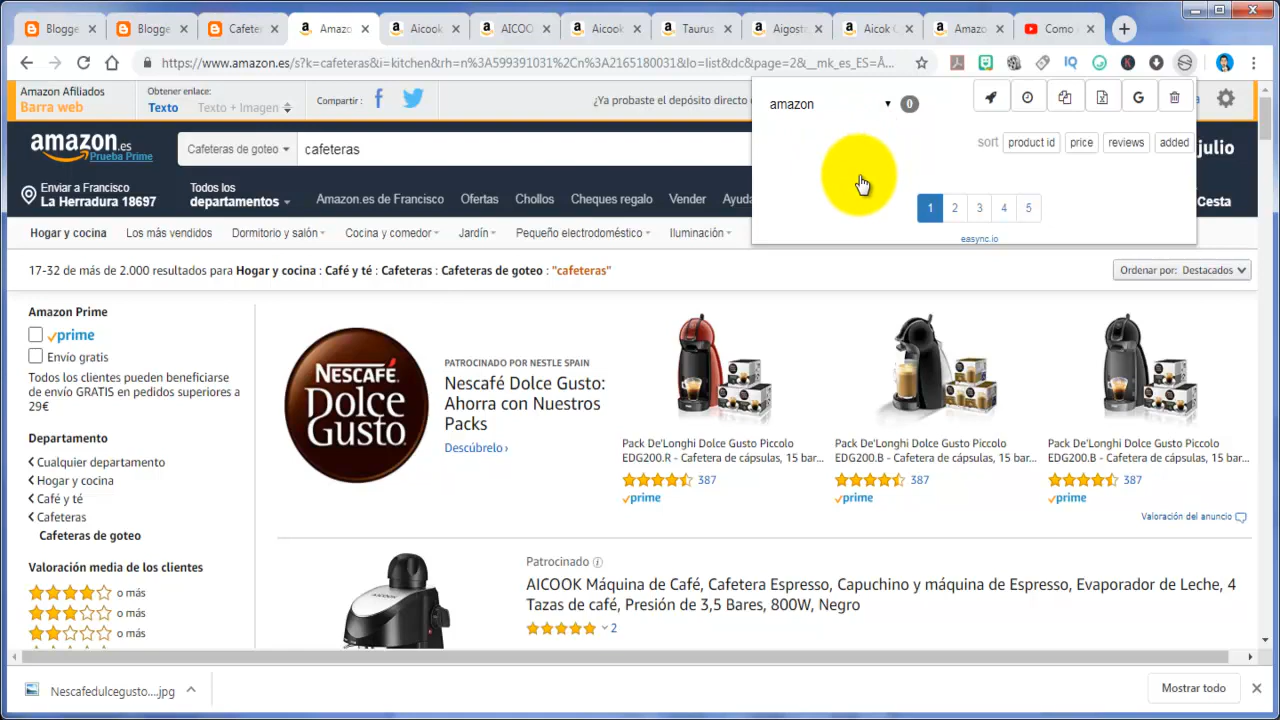 Blogge
Blogge
Cafeter
Amazo
Aicook
AICOO
Aicook
Taurus
Aigost
Aicok
Amazo
Como
https://www.amazon.es/s?k=cafeteras&i=kitchen&rh=n%3A599391031%2Cn%3A2165180031&lo=list&dc&page=2&__mk_es_ES=Å...
Amazon Afiliados
Barra web
Obtener enlace:
Texto
Texto + Imagen
Compartir :
¿Ya probaste el depósito directo
amazon
0
sort
product id
price
reviews
added
1
2
3
4
5
easync.io
amazon.es
Pruéba Prime
Cafeteras de goteo
cafeteras
julio
Enviar a Francisco
La Herradura 18697
Todos los
departamentos
Amazon.es de Francisco
Ofertas
Chollos
Cheques regalo
Vender
Ayuda
Cesta
Hogar y cocina
Los más vendidos
Dormitorio y salón
Cocina y comedor
Jardín
Pequeño electrodoméstico
Iluminación
17-32 de más de 2.000 resultados para Hogar y cocina : Café y té : Cafeteras : Cafeteras de goteo : "cafeteras"
Ordenar por: Destacados
Amazon Prime
prime
Envío gratis
Todos los clientes pueden beneficiarse
de envío GRATIS en pedidos superiores a
29€
Departamento
Cualquier departamento
Hogar y cocina
Café y té
Cafeteras
Cafeteras de goteo
Valoración media de los clientes
o más
o más
o más
NESCAFÉ
Dolce
Gusto
PATROCINADO POR NESTLE SPAIN
Nescafé Dolce Gusto:
Ahorra con Nuestros
Packs
Descúbrelo ›
Pack De'Longhi Dolce Gusto Piccolo
EDG200.R - Cafetera de cápsulas, 15 bar...
387
prime
Pack De'Longhi Dolce Gusto Piccolo
EDG200.B - Cafetera de cápsulas, 15 bar...
387
prime
Pack De'Longhi Dolce Gusto Piccolo
EDG200.B - Cafetera de cápsulas, 15 bar...
387
prime
Valoración del anuncio
Patrocinado
AICOOK Máquina de Café, Cafetera Espresso, Capuchino y máquina de Espresso, Evaporador de Leche, 4
Tazas de café, Presión de 3,5 Bares, 800W, Negro
2
AICOOK
Nescafedulcegusto....jpg
Mostrar todo